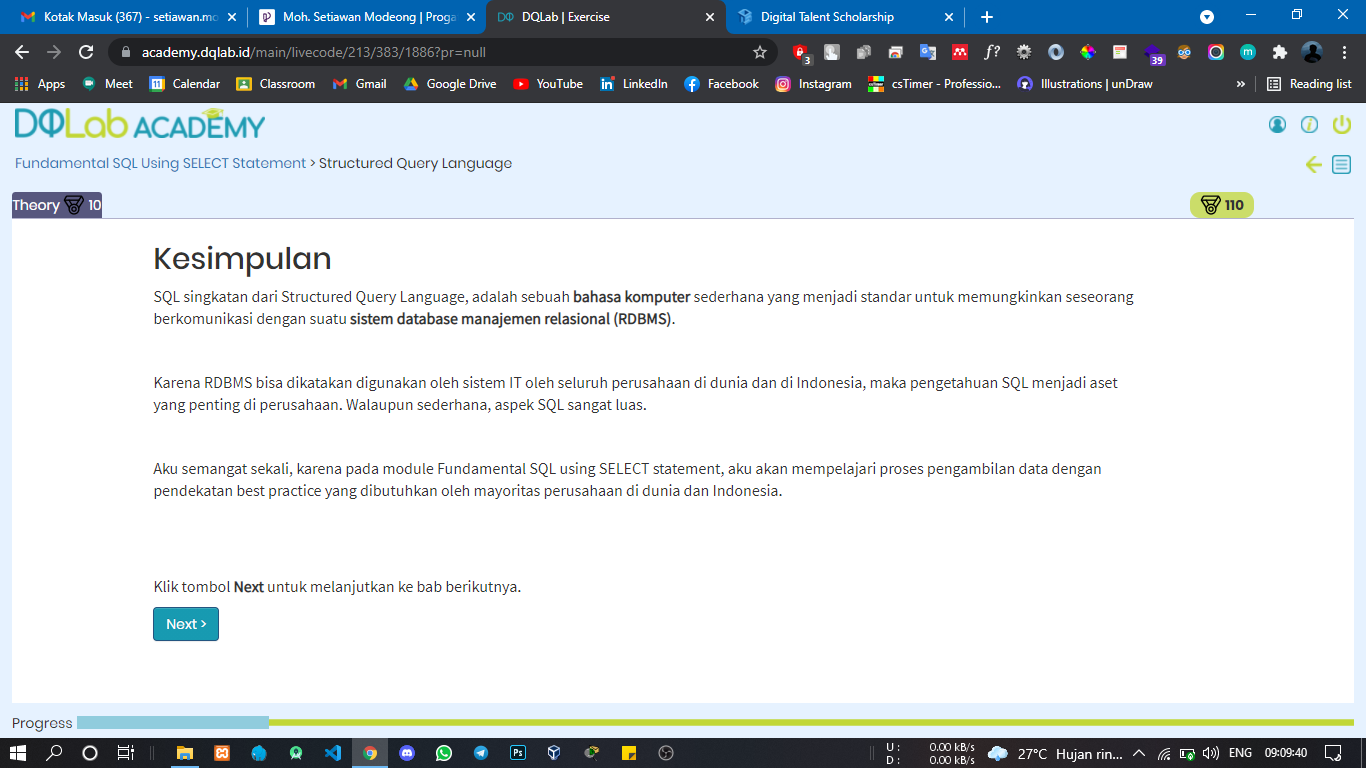 Kotak Masuk (367) - setiawan.mo
Moh. Setiawan Modeong | Proga
DQLab | Exercise
Digital Talent Scholarship
academy.dqlab.id/main/livecode/213/383/1886?pr=null
3
f?
39
m
Apps
Meet
31
Calendar
Classroom
Gmail
Google Drive
YouTube
LinkedIn
Facebook
Instagram
csTimer - Professio...
Illustrations | unDraw
»
Reading list
DQLab ACADEMY
Fundamental SQL Using SELECT Statement > Structured Query Language
Theory 10
110
Kesimpulan
SQL singkatan dari Structured Query Language, adalah sebuah bahasa komputer sederhana yang menjadi standar untuk memungkinkan seseorang
berkomunikasi dengan suatu sistem database manajemen relasional (RDBMS).
Karena RDBMS bisa dikatakan digunakan oleh sistem IT oleh seluruh perusahaan di dunia dan di Indonesia, maka pengetahuan SQL menjadi aset
yang penting di perusahaan. Walaupun sederhana, aspek SQL sangat luas.
Aku semangat sekali, karena pada module Fundamental SQL using SELECT statement, aku akan mempelajari proses pengambilan data dengan
pendekatan best practice yang dibutuhkan oleh mayoritas perusahaan di dunia dan Indonesia.
Klik tombol Next untuk melanjutkan ke bab berikutnya.
Next >
Progress
Ps
U : 0.00 kB/s
D : 0.00 kB/s
27°C Hujan rin...
ENG
09:09:40